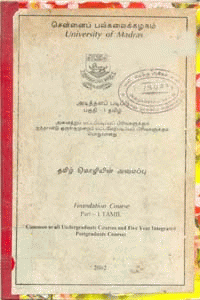 சென்னைப் பல்கலைக்கழகம்
University of Madras
அடித்தளப் படிப்பு
பகுதி - I தமிழ்
தமிழ் மொழியின் அமைப்பு
Foundation Course
Part - I TAMIL
Common to all Undergraduate Courses and Five Year Integrated
Postgraduate Courses
2002